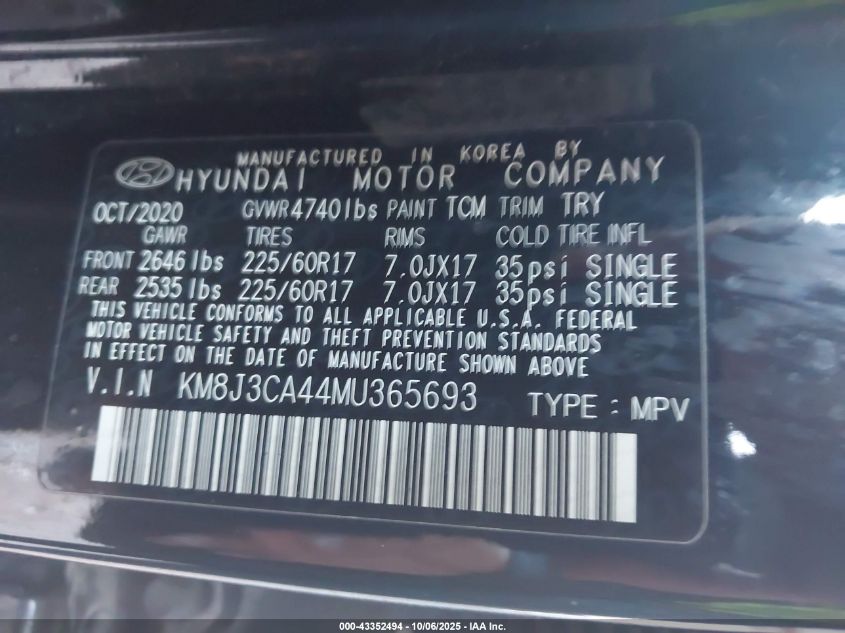 MANUFACTURED IN KOREA BY
HYUNDAI MOTOR COMPANY
OCT/2020 GVWR4740lbs PAINT TCM TRIM TRY
GAWR TIRES RIMS COLD TIRE INFL
FRONT 2646lbs 225/60R17 7.0JX17 35psi SINGLE
REAR 2535lbs 225/60R17 7.0JX17 35psi SINGLE
THIS VEHICLE CONFORMS TO ALL APPLICABLE U.S.A. FEDERAL
MOTOR VEHICLE SAFETY AND THEFT PREVENTION STANDARDS
IN EFFECT ON THE DATE OF MANUFACTURE SHOWN ABOVE
V.I.N KM8J3CA44MU365693 TYPE : MPV
000-43352494 - 10/06/2025 - IAA Inc.